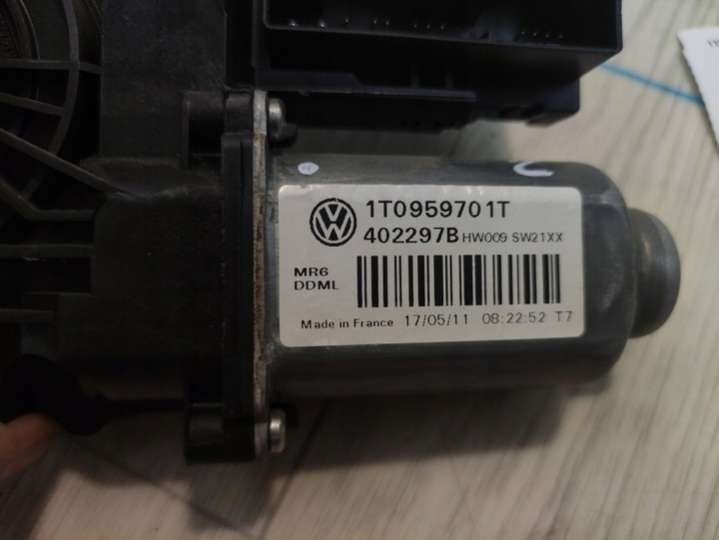 1T0959701T
402297B HW009 SW21XX
MR6
DDML
Made in France 17/05/11 08:22:52 T7